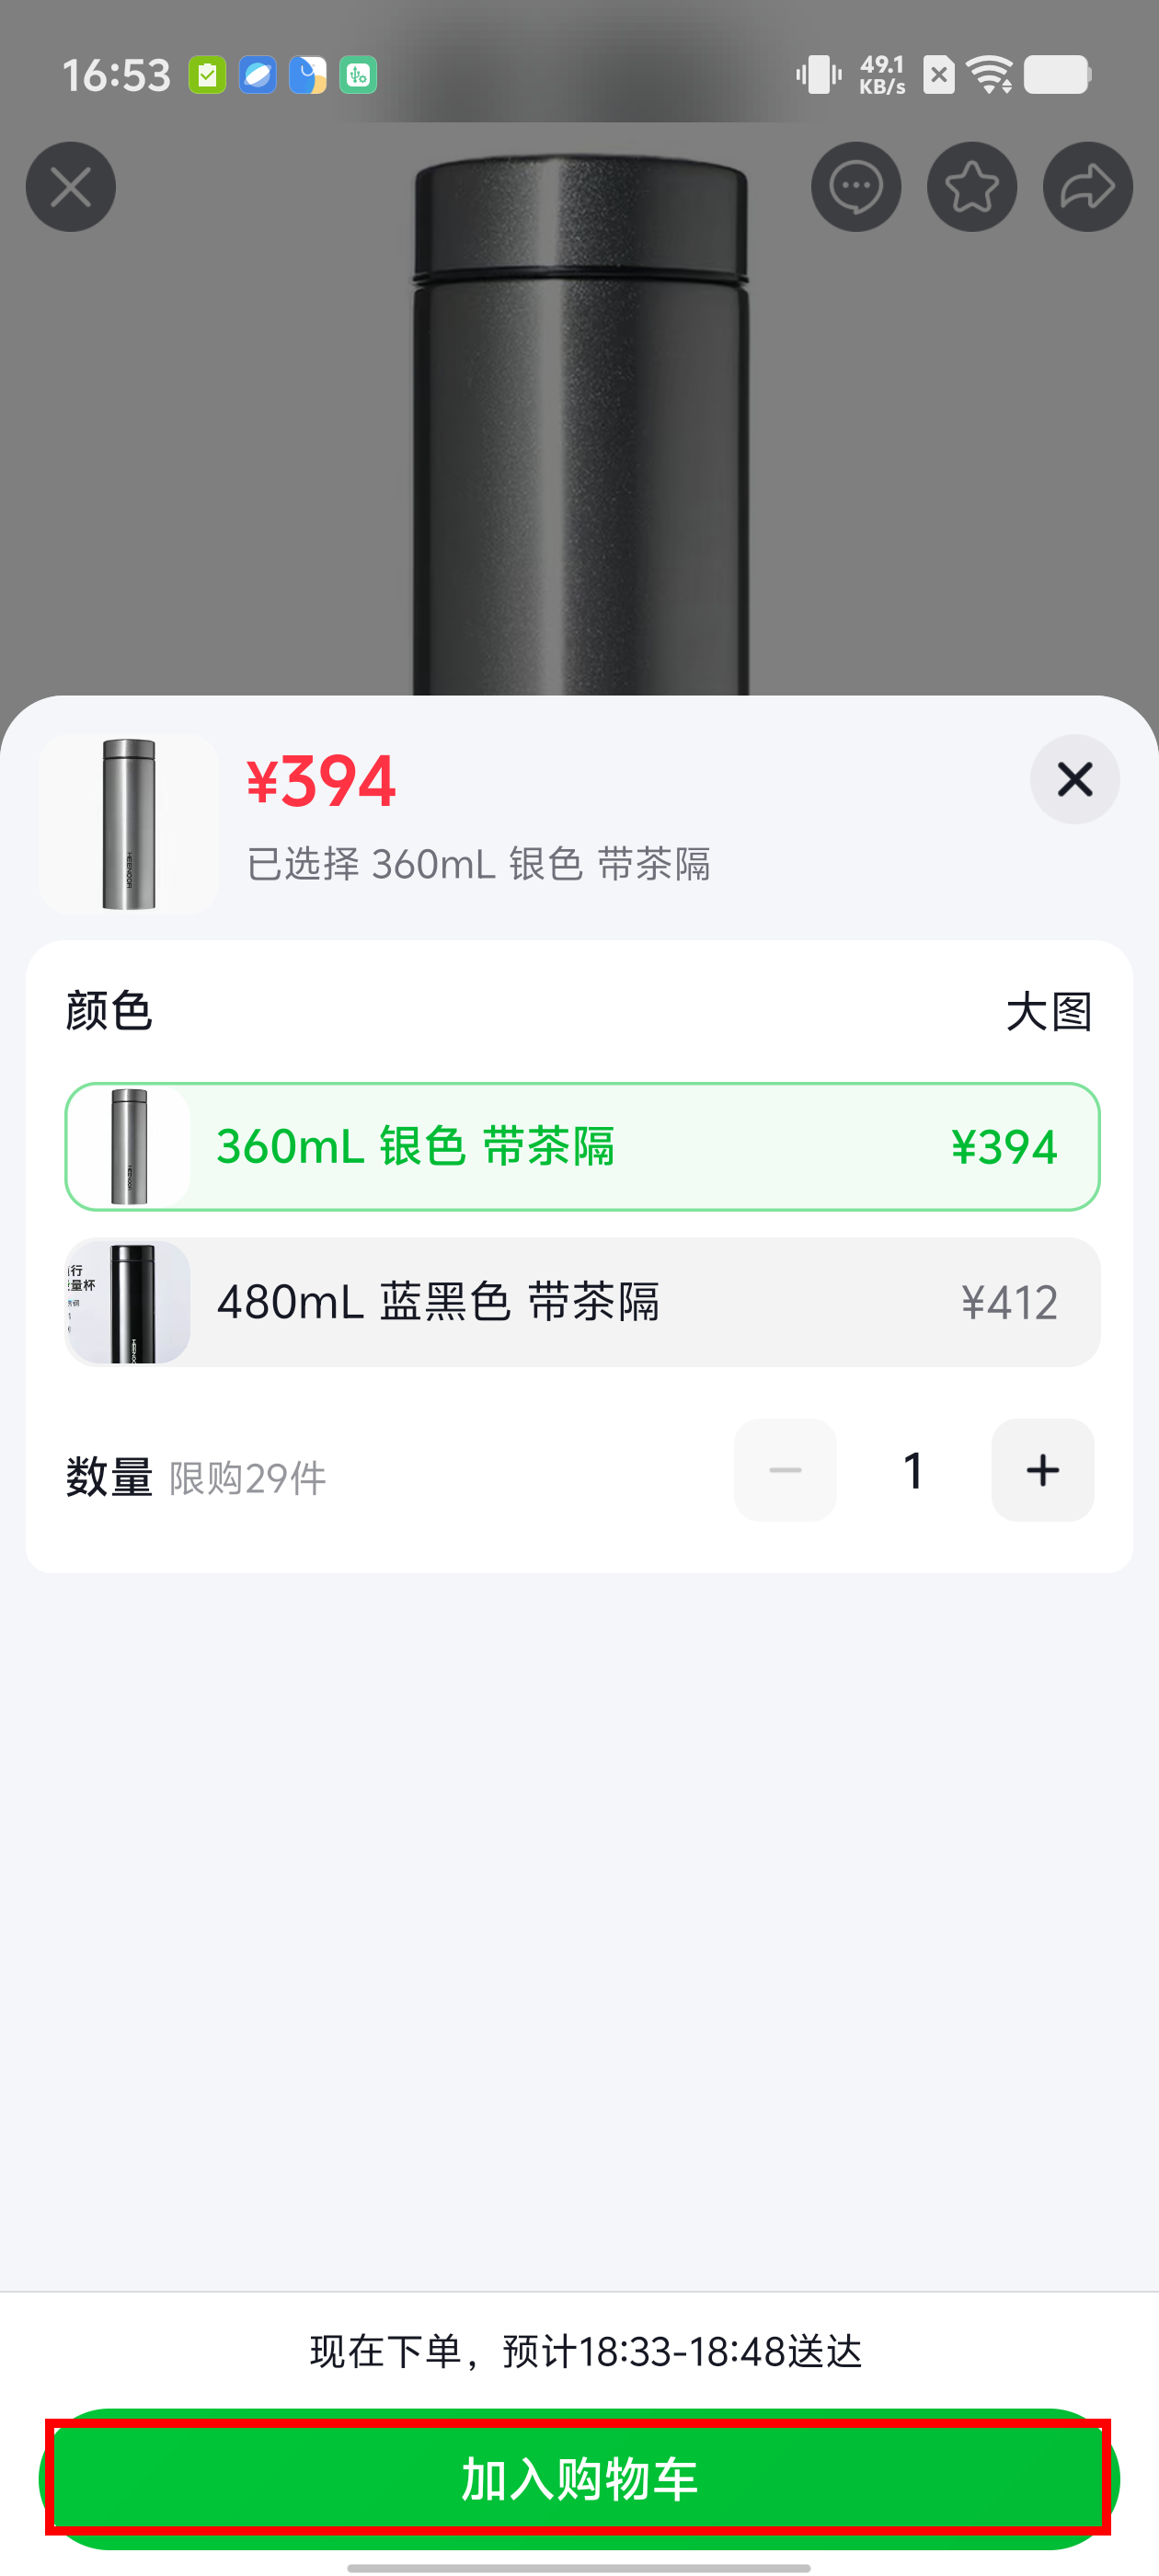 16:53
49.1
KB/s
¥394
已选择 360mL 银色 带茶隔
HEENOOR
颜色
大图
360mL 银色 带茶隔
¥394
480mL 蓝黑色 带茶隔
¥412
数量 限购29件
1
现在下单，预计18:33-18:48送达
加入购物车